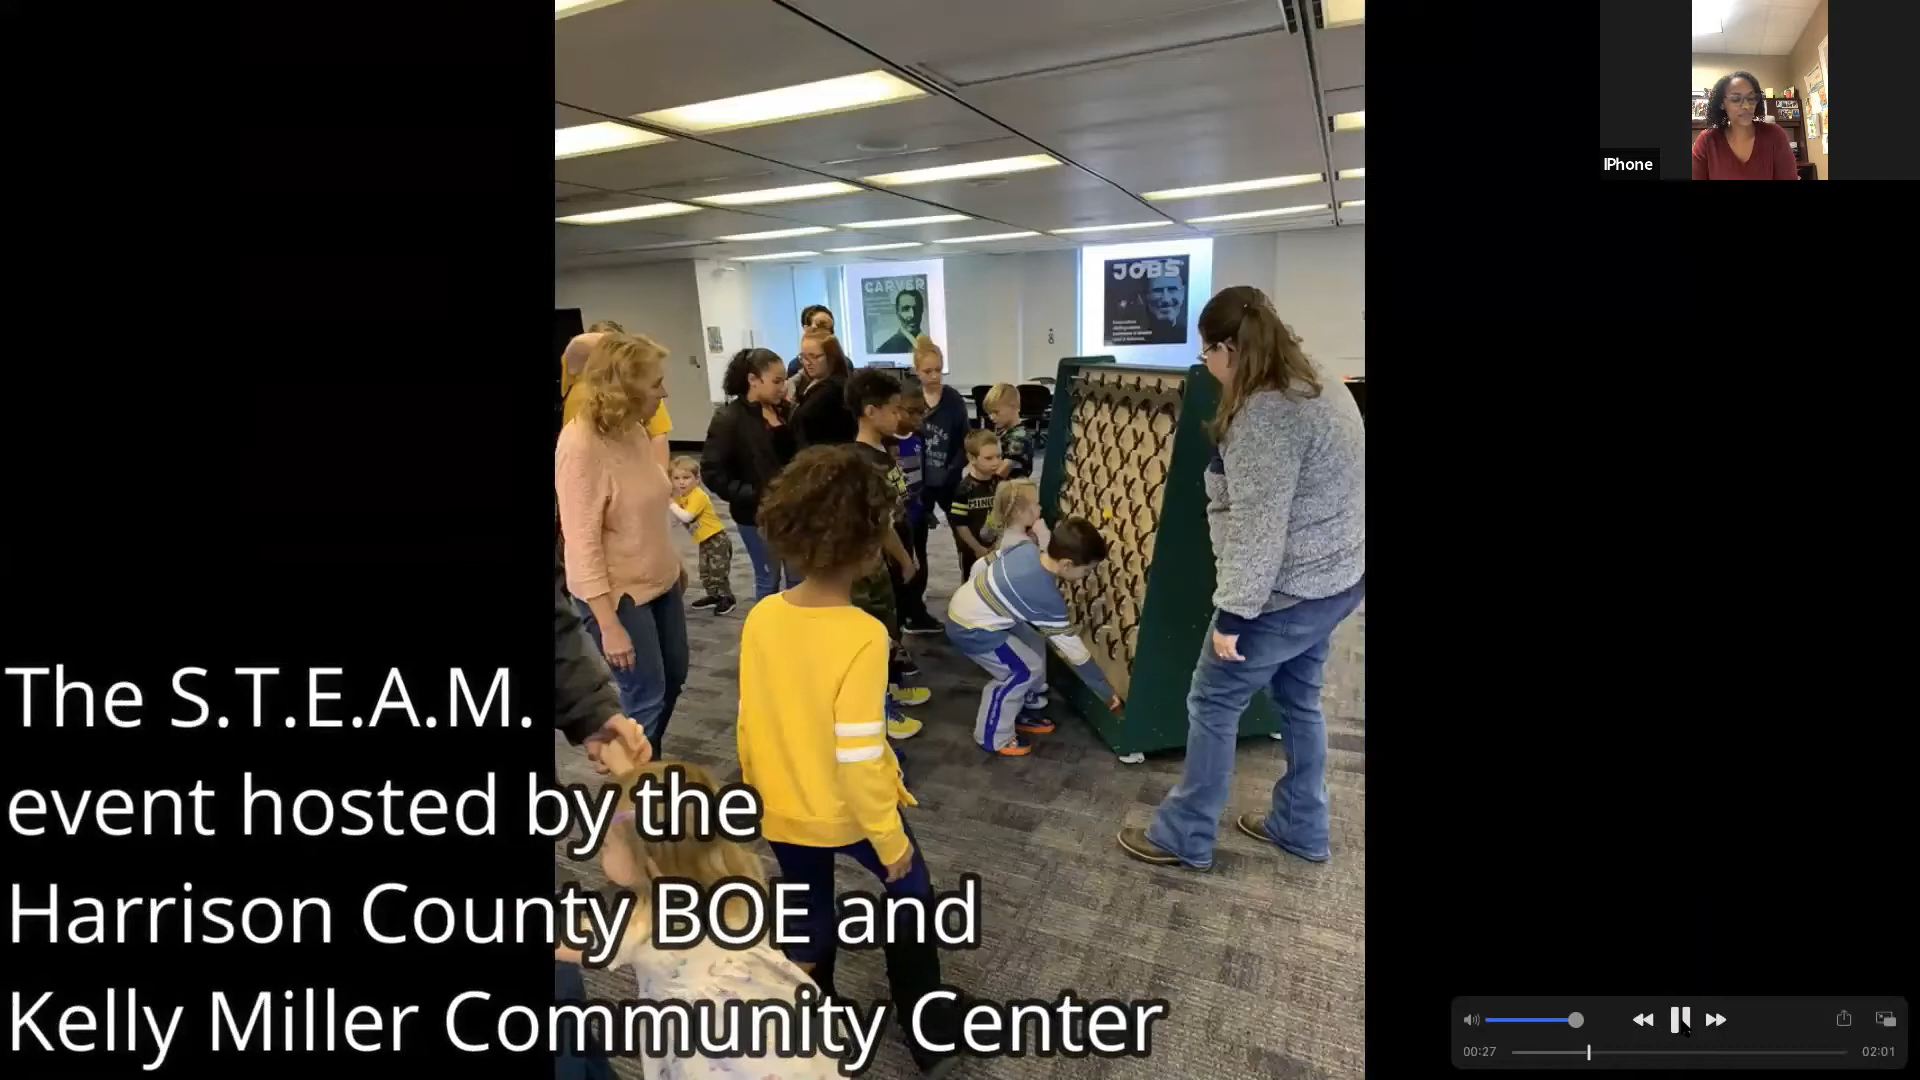 IPhone
CARVER
JOBS
The S.T.E.A.M.
event hosted by the
Harrison County BOE and
Kelly Miller Community Center
00:27
02:01